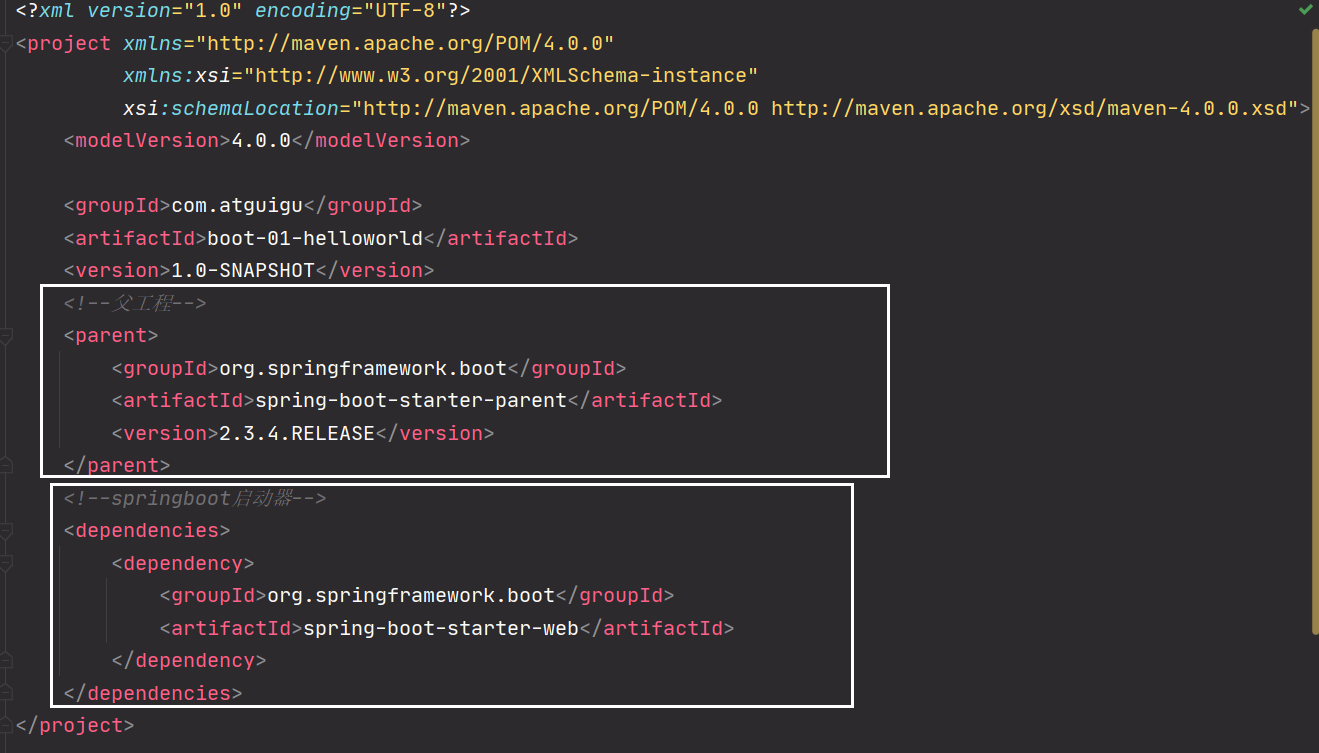 <?xml version="1.0" encoding="UTF-8"?>
<project xmlns="http://maven.apache.org/POM/4.0.0"
         xmlns:xsi="http://www.w3.org/2001/XMLSchema-instance"
         xsi:schemaLocation="http://maven.apache.org/POM/4.0.0 http://maven.apache.org/xsd/maven-4.0.0.xsd">
    <modelVersion>4.0.0</modelVersion>

    <groupId>com.atguigu</groupId>
    <artifactId>boot-01-helloworld</artifactId>
    <version>1.0-SNAPSHOT</version>
    <!--父工程-->
    <parent>
        <groupId>org.springframework.boot</groupId>
        <artifactId>spring-boot-starter-parent</artifactId>
        <version>2.3.4.RELEASE</version>
    </parent>
    <!--springboot启动器-->
    <dependencies>
        <dependency>
            <groupId>org.springframework.boot</groupId>
            <artifactId>spring-boot-starter-web</artifactId>
        </dependency>
    </dependencies>
</project>